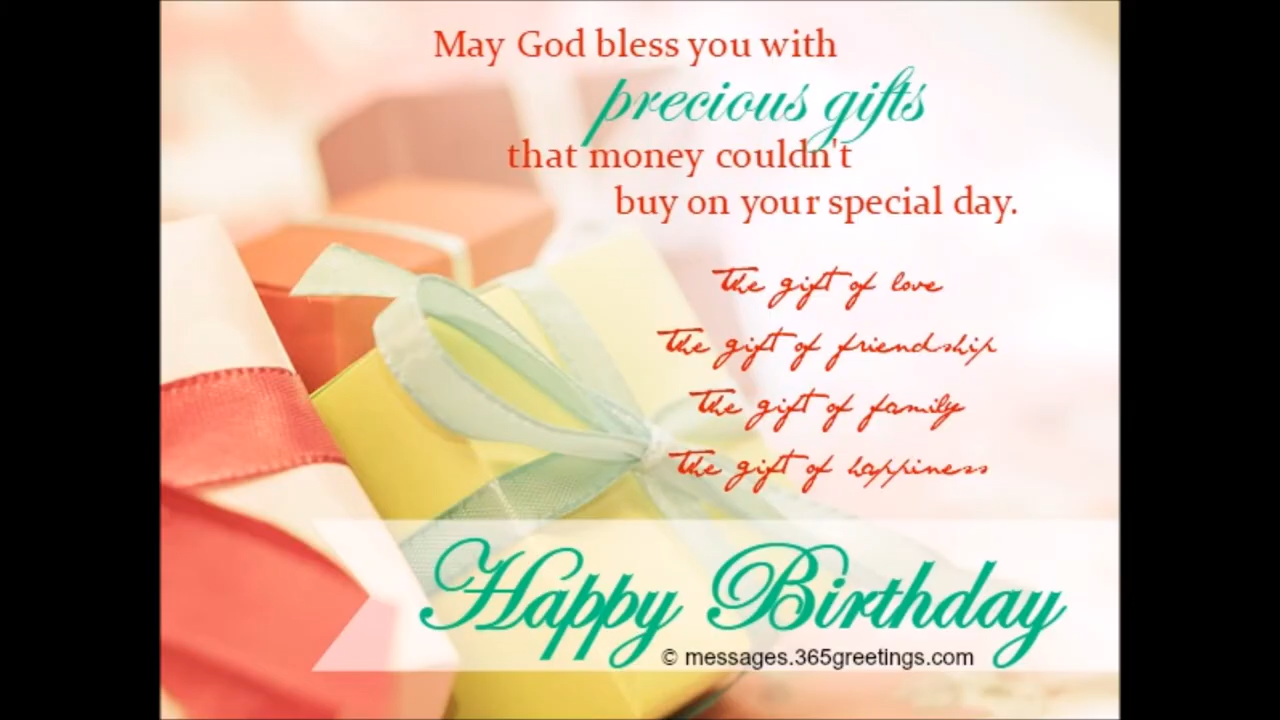 May God bless you with
precious gifts
that money couldn't
buy on your special day.
The gift of love
The gift of friendship
The gift of family
The gift of happiness
Happy Birthday
© messages.365greetings.com